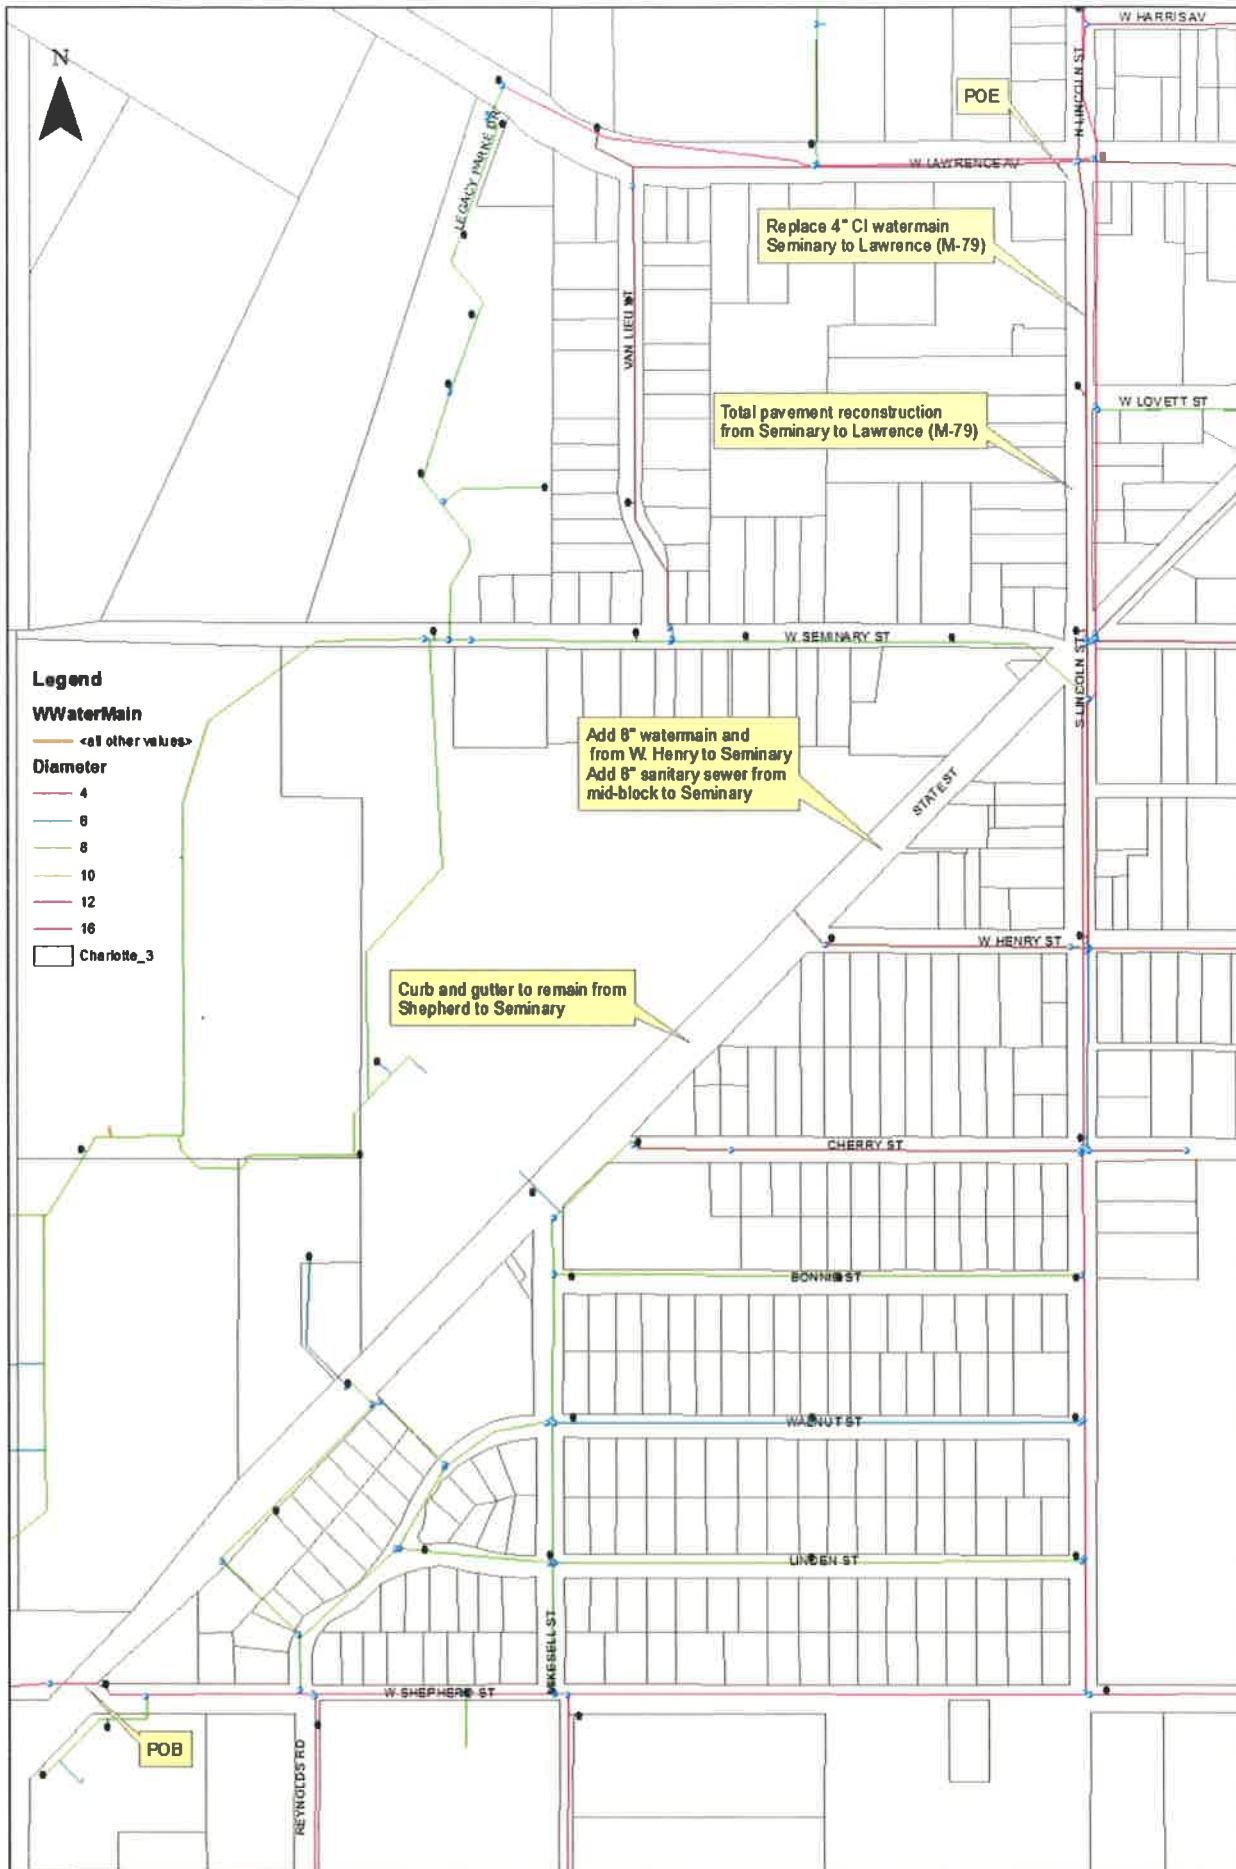 W HARRIS AV
N
N LINCOLN ST
POE
LEGACY PARKE DR
W LAWRENCE AV
Replace 4" CI watermain
Seminary to Lawrence (M-79)
VAN LIEU ST
Total pavement reconstruction
from Seminary to Lawrence (M-79)
W LOVETT ST
W SEMINARY ST
S LINCOLN ST
Legend
WWaterMain
<all other values>
Diameter
4
6
8
10
12
16
Charlotte_3
Add 8" watermain and
from W. Henry to Seminary
Add 8" sanitary sewer from
mid-block to Seminary
STATE ST
W HENRY ST
Curb and gutter to remain from
Shepherd to Seminary
CHERRY ST
BONNIE ST
WALNUT ST
LINDEN ST
MIKESELL ST
W SHEPHERD ST
POB
REYNOLDS RD